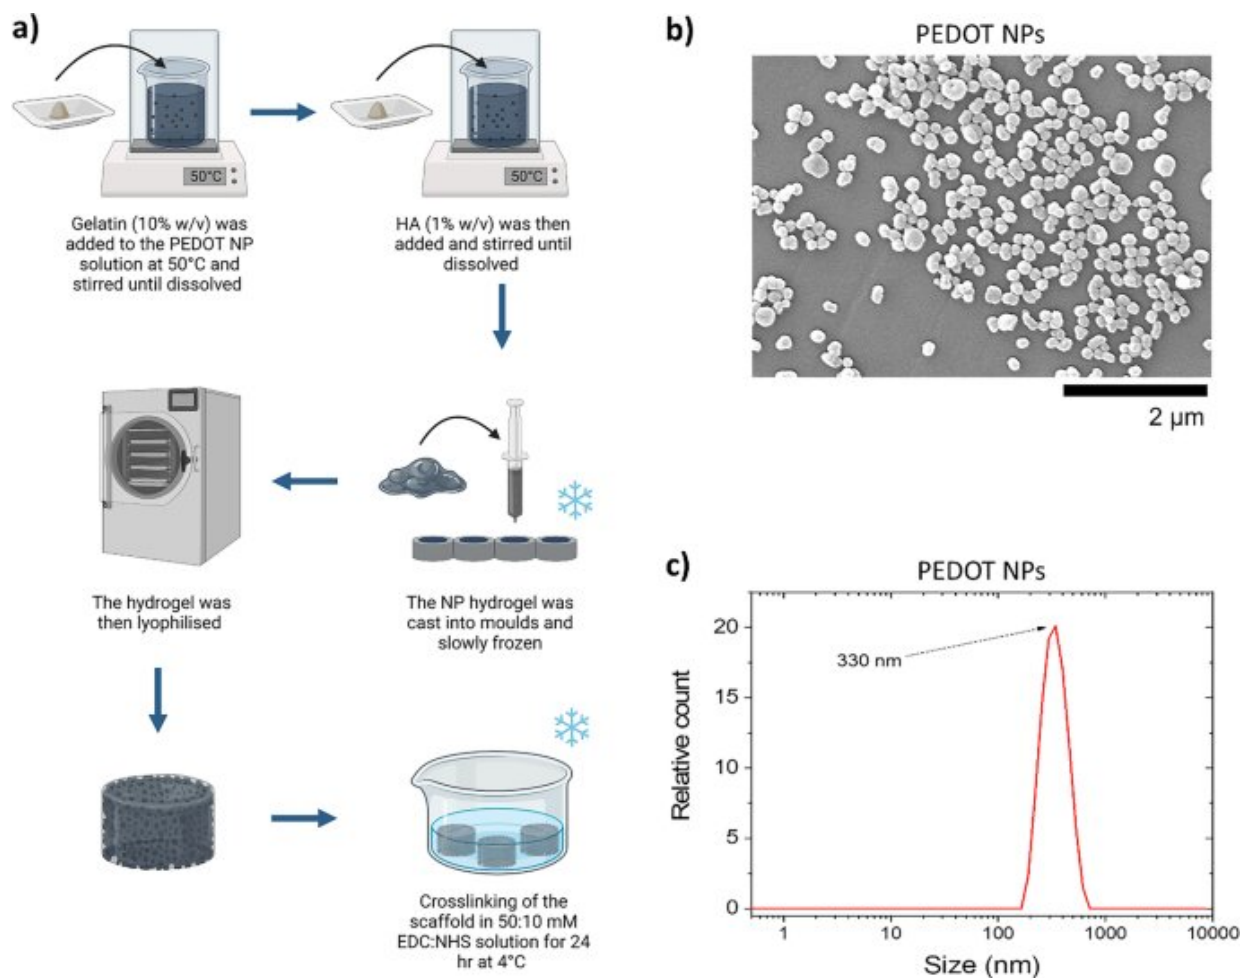 a)
50°C
50°C
Gelatin (10% w/v) was
added to the PEDOT NP
solution at 50°C and
stirred until dissolved
HA (1% w/v) was then
added and stirred until
dissolved
The hydrogel was
then lyophilised
The NP hydrogel was
cast into moulds and
slowly frozen
Crosslinking of the
scaffold in 50:10 mM
EDC:NHS solution for 24
hr at 4°C
b)
PEDOT NPs
2 µm
c)
PEDOT NPs
330 nm
Relative count
20
15
10
5
0
1
10
100
1000
10000
Size (nm)